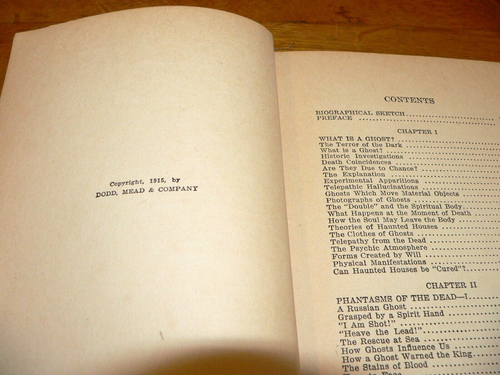 Copyright, 1915, by
DODD, MEAD & COMPANY
CONTENTS
BIOGRAPHICAL SKETCH
PREFACE
CHAPTER I
WHAT IS A GHOST?
The Terror of the Dark
What is a Ghost?
Historic Investigations
Death Coincidences
Are They Due to Chance?
The Explanation
Experimental Apparitions
Telepathic Hallucinations
Ghosts Which Move Material Objects
Photographs of Ghosts
The "Double" and the Spiritual Body
What Happens at the Moment of Death
How the Soul May Leave the Body
Theories of Haunted Houses
The Clothes of Ghosts
Telepathy from the Dead
The Psychic Atmosphere
Forms Created by Will
Physical Manifestations
Can Haunted Houses be "Cured"?
CHAPTER II
PHANTASMS OF THE DEAD—I
A Russian Ghost
Grasped by a Spirit Hand
"I Am Shot!"
"Heave the Lead!"
The Rescue at Sea
How Ghosts Influence Us
How a Ghost Warned the King
The Stains of Blood